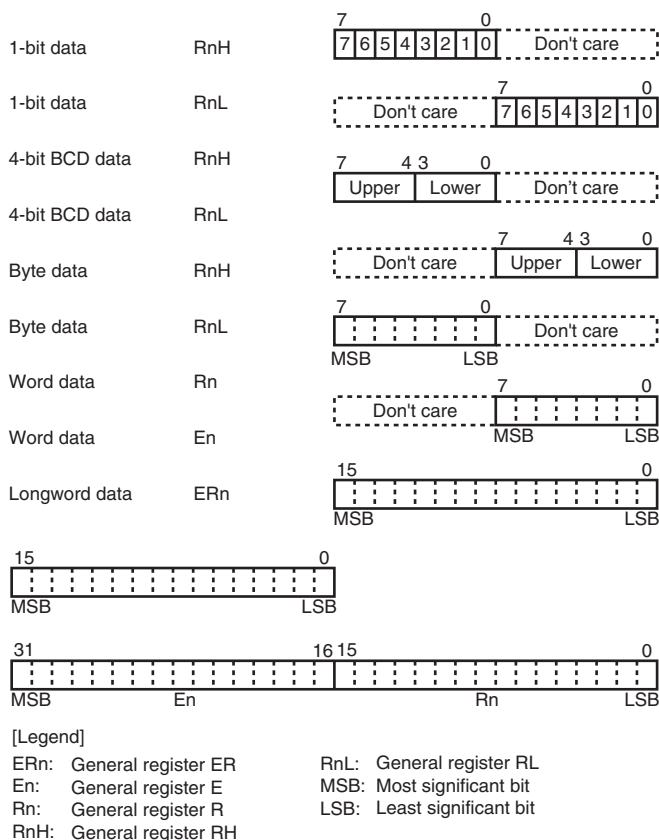 7 0
1-bit data RnH 7 6 5 4 3 2 1 0 Don't care
7 0
1-bit data RnL Don't care 7 6 5 4 3 2 1 0
4-bit BCD data RnH 7 4 3 0
Upper Lower Don't care
4-bit BCD data RnL
7 4 3 0
Byte data RnH Don't care Upper Lower
7 0
Byte data RnL Don't care
MSB LSB
Word data Rn 7 0
Don't care
Word data En MSB LSB
15 0
Longword data ERn
MSB LSB
15 0
MSB LSB
31 16 15 0
MSB En Rn LSB
[Legend]
ERn: General register ER
En: General register E
Rn: General register R
RnH: General register RH
RnL: General register RL
MSB: Most significant bit
LSB: Least significant bit